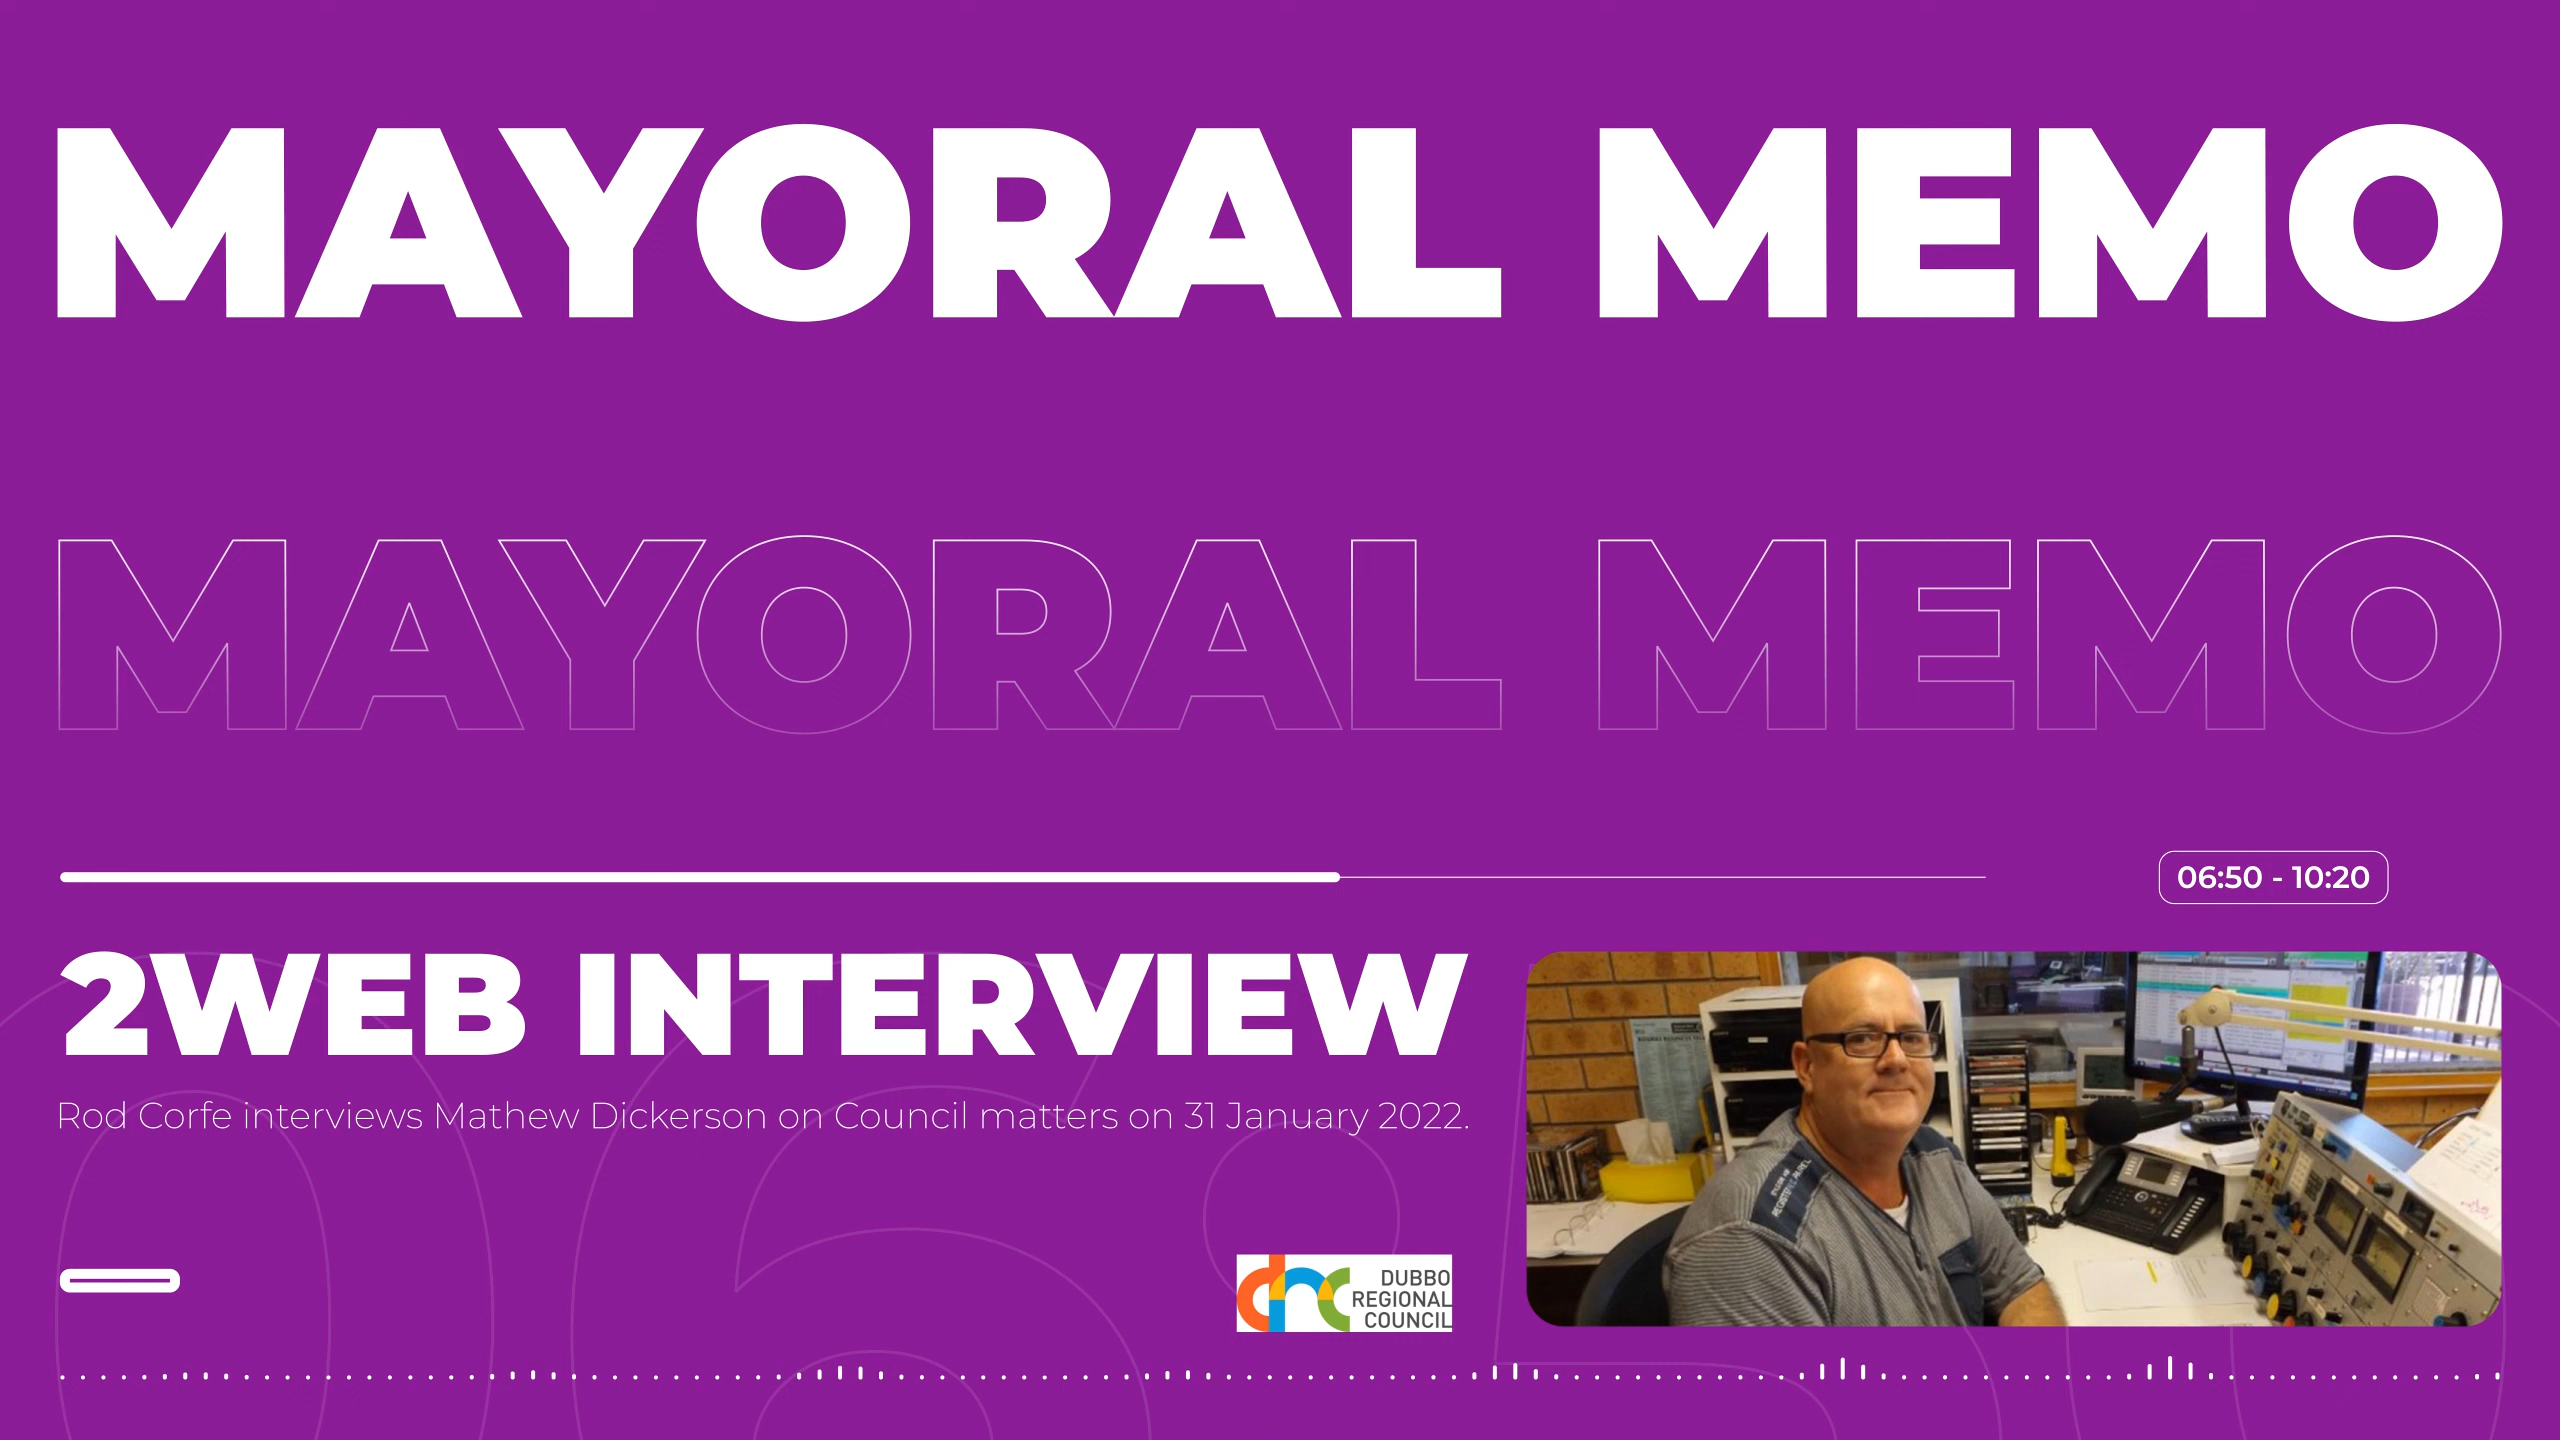 MAYORAL MEMO
MAYORAL MEMO
06:50 - 10:20
2WEB INTERVIEW
Rod Corfe interviews Mathew Dickerson on Council matters on 31 January 2022.
drc
DUBBO
REGIONAL
COUNCIL